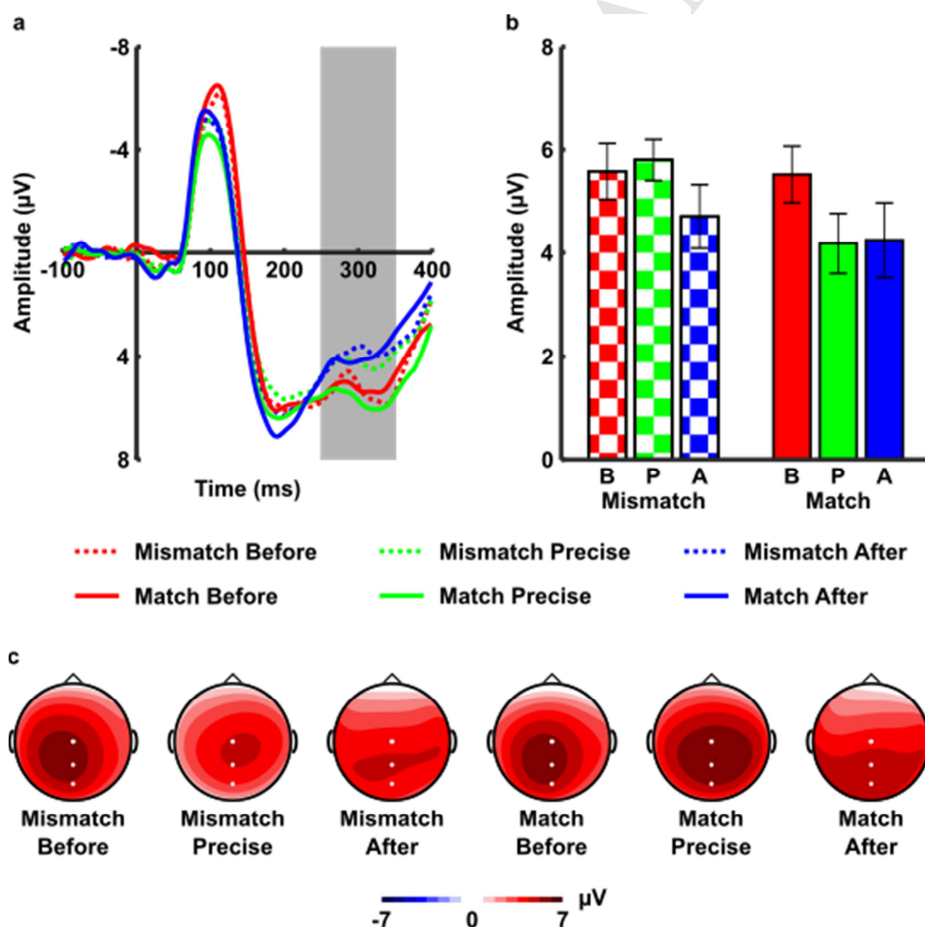 a
b
-8
-4
4
8
-100
100
200
300
400
Amplitude (µV)
Time (ms)
8
6
4
2
0
Amplitude (µV)
B P A
Mismatch
B P A
Match
Mismatch Before
Mismatch Precise
Mismatch After
Match Before
Match Precise
Match After
c
Mismatch
Before
Mismatch
Precise
Mismatch
After
Match
Before
Match
Precise
Match
After
-7
0
7
µV